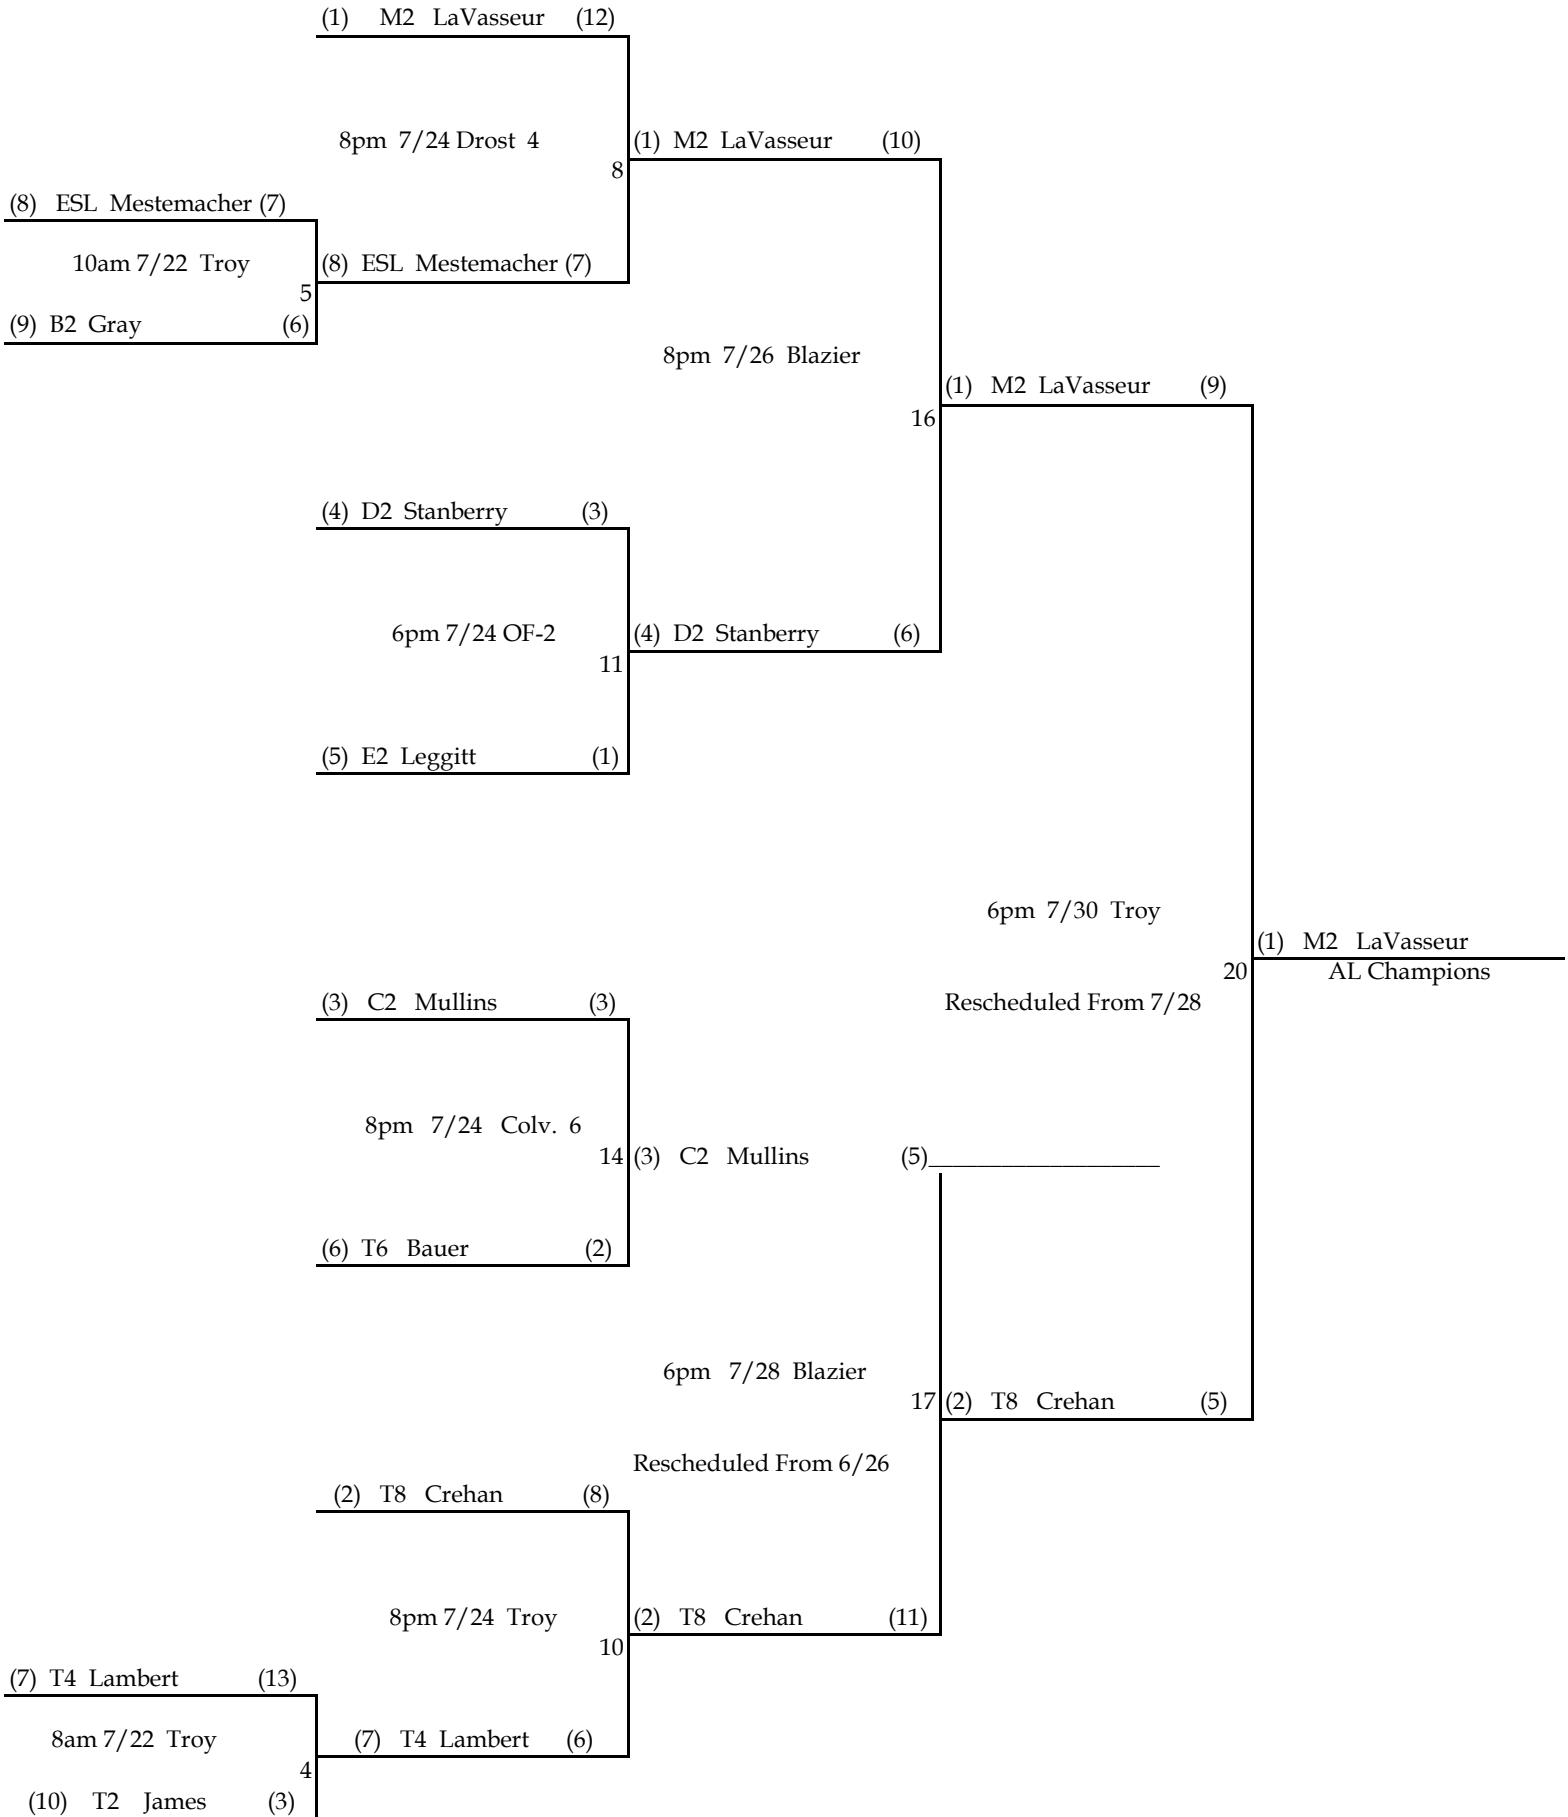 (1) M2 LaVasseur (12)
8pm 7/24 Drost 4
(1) M2 LaVasseur (10)
8
(8) ESL Mestemacher (7)
10am 7/22 Troy
(8) ESL Mestemacher (7)
5
(9) B2 Gray (6)
8pm 7/26 Blazier
(1) M2 LaVasseur (9)
16
(4) D2 Stanberry (3)
6pm 7/24 OF-2
(4) D2 Stanberry (6)
11
(5) E2 Leggitt (1)
6pm 7/30 Troy
(1) M2 LaVasseur
20
AL Champions
(3) C2 Mullins (3)
Rescheduled From 7/28
8pm 7/24 Colv. 6
14
(3) C2 Mullins (5)___________________
(6) T6 Bauer (2)
6pm 7/28 Blazier
17
(2) T8 Crehan (5)
Rescheduled From 6/26
(2) T8 Crehan (8)
8pm 7/24 Troy
(2) T8 Crehan (11)
10
(7) T4 Lambert (13)
8am 7/22 Troy
(7) T4 Lambert (6)
4
(10) T2 James (3)